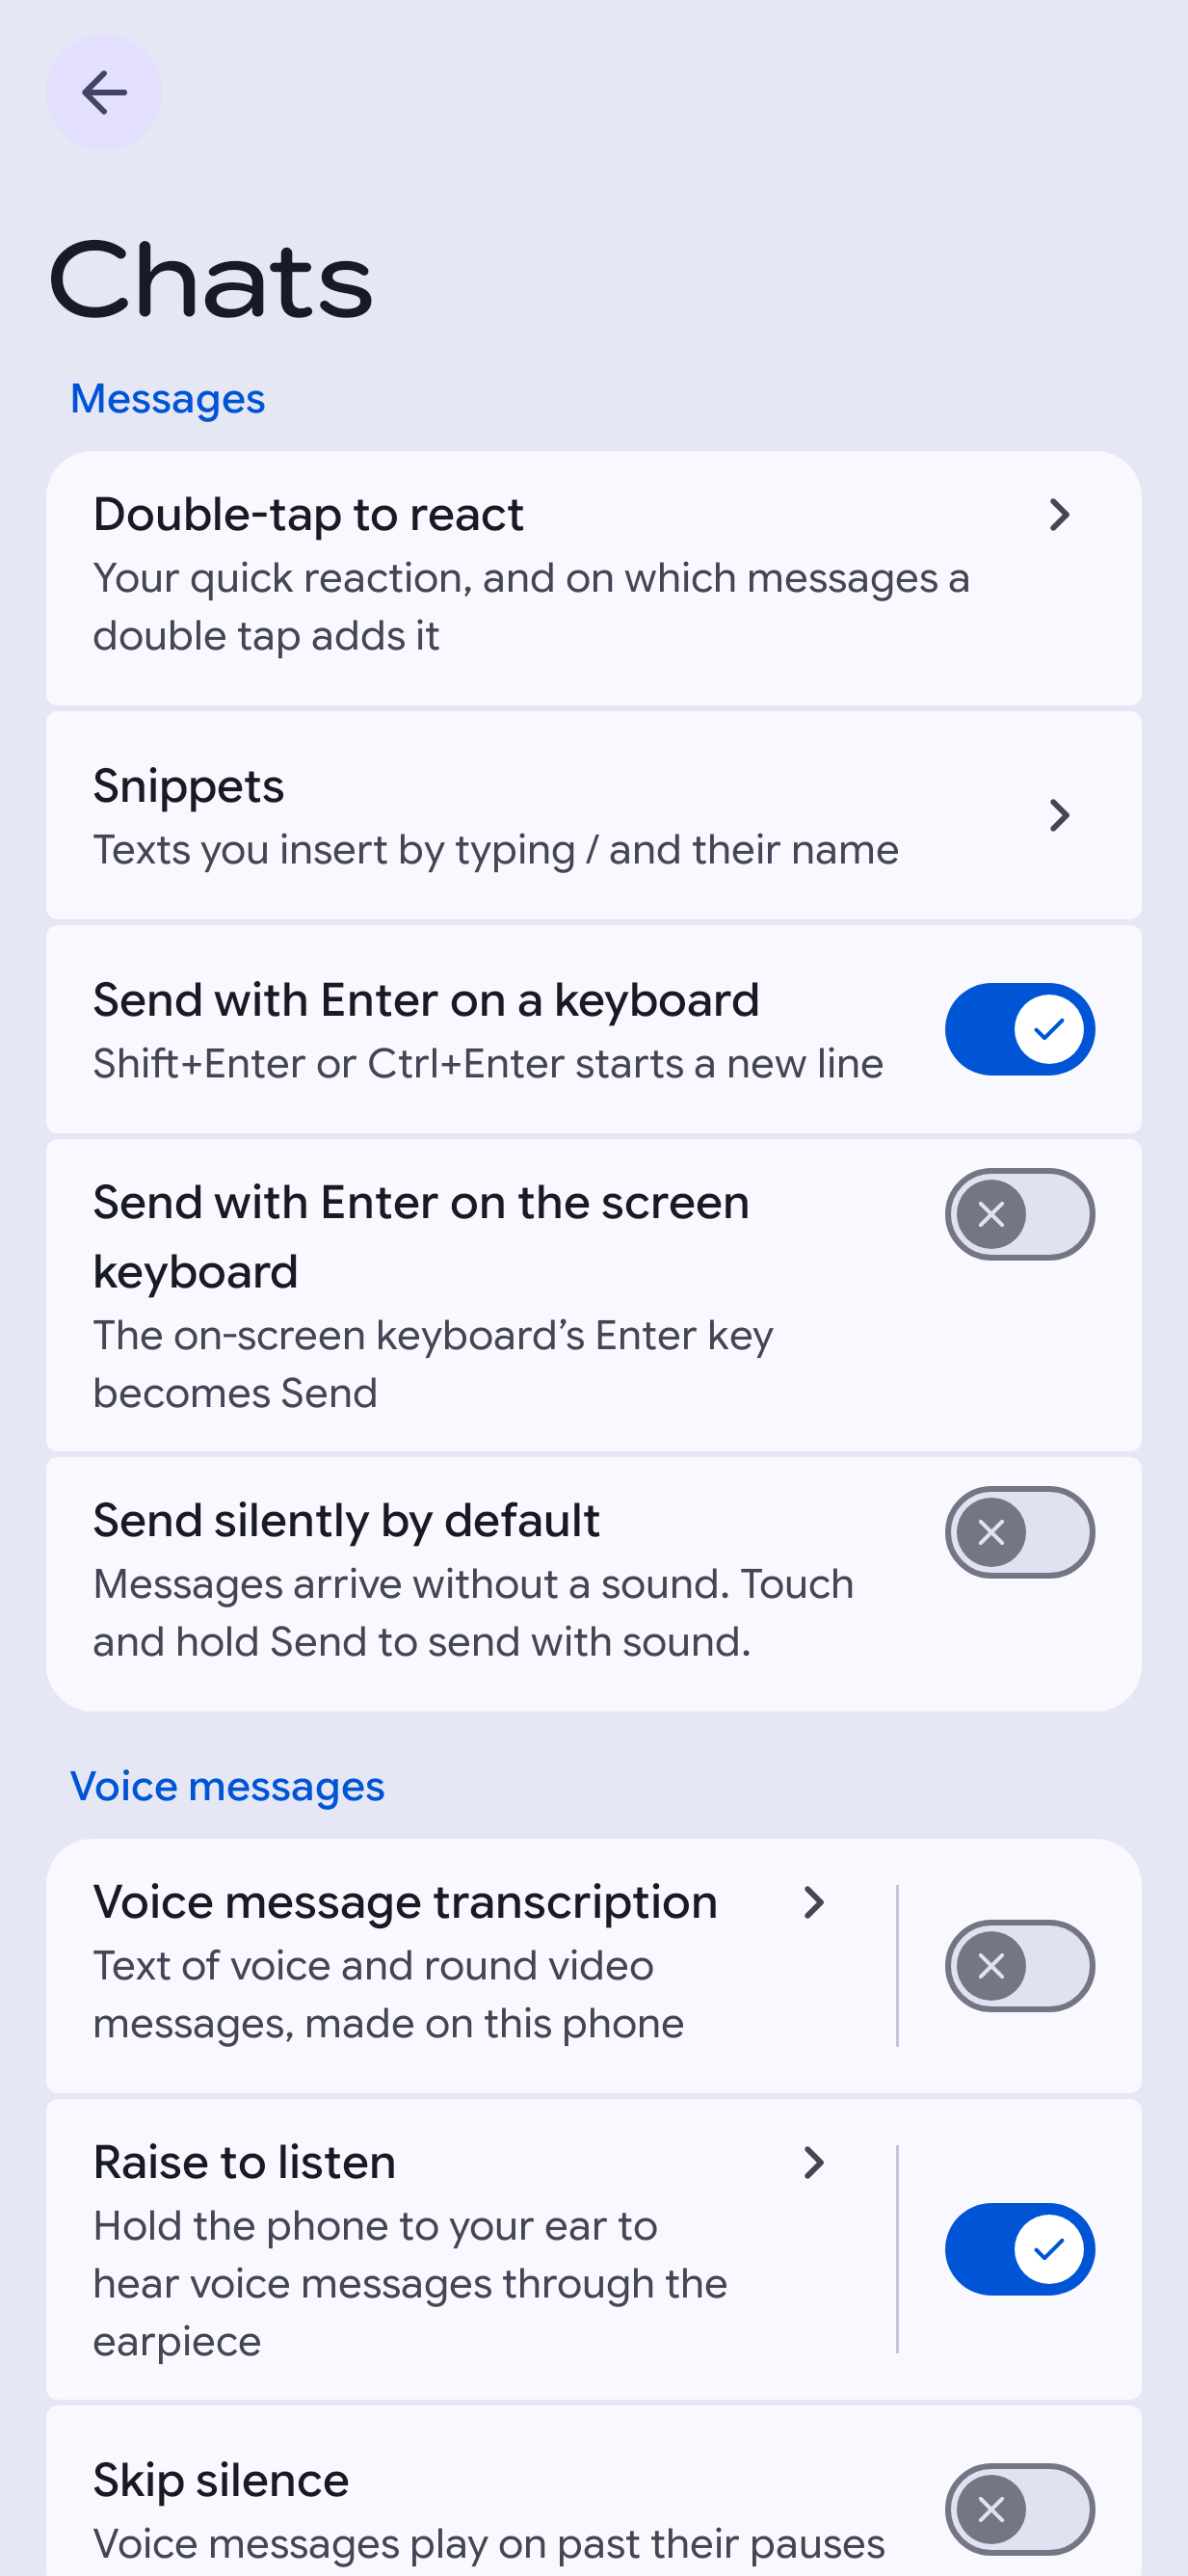 Chats
Messages
Double-tap to react
Your quick reaction, and on which messages a
double tap adds it
Snippets
Texts you insert by typing / and their name
Send with Enter on a keyboard
Shift+Enter or Ctrl+Enter starts a new line
Send with Enter on the screen
keyboard
The on-screen keyboard’s Enter key
becomes Send
Send silently by default
Messages arrive without a sound. Touch
and hold Send to send with sound.
Voice messages
Voice message transcription
Text of voice and round video
messages, made on this phone
Raise to listen
Hold the phone to your ear to
hear voice messages through the
earpiece
Skip silence
Voice messages play on past their pauses